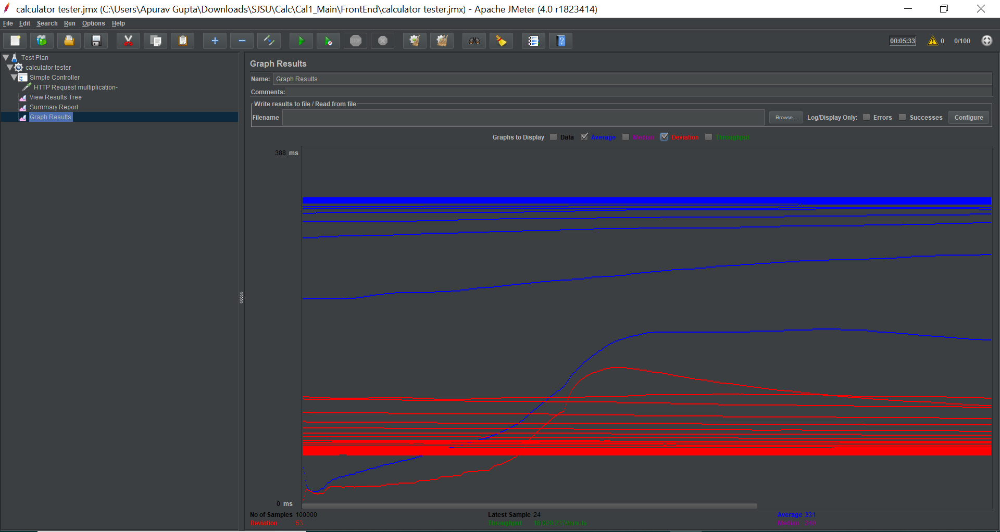 calculator tester.jmx (C:\Users\Apurav Gupta\Downloads\SJSU\Calc\Cal1_Main\FrontEnd\calculator tester.jmx) - Apache JMeter (4.0 r1823414)
File Edit Search Run Options Help
STOP 00:05:33 0 0/100
Test Plan
calculator tester
Simple Controller
HTTP Request multiplication-
View Results Tree
Summary Report
Graph Results
Graph Results
Name: Graph Results
Comments:
Write results to file / Read from file
Filename Browse... Log/Display Only: Errors Successes Configure
Graphs to Display Data Average Median Deviation Throughput
388 ms
0 ms
No of Samples 100000 Latest Sample 24 Average 331
Deviation 53 Throughput 18,020.237/minute Median